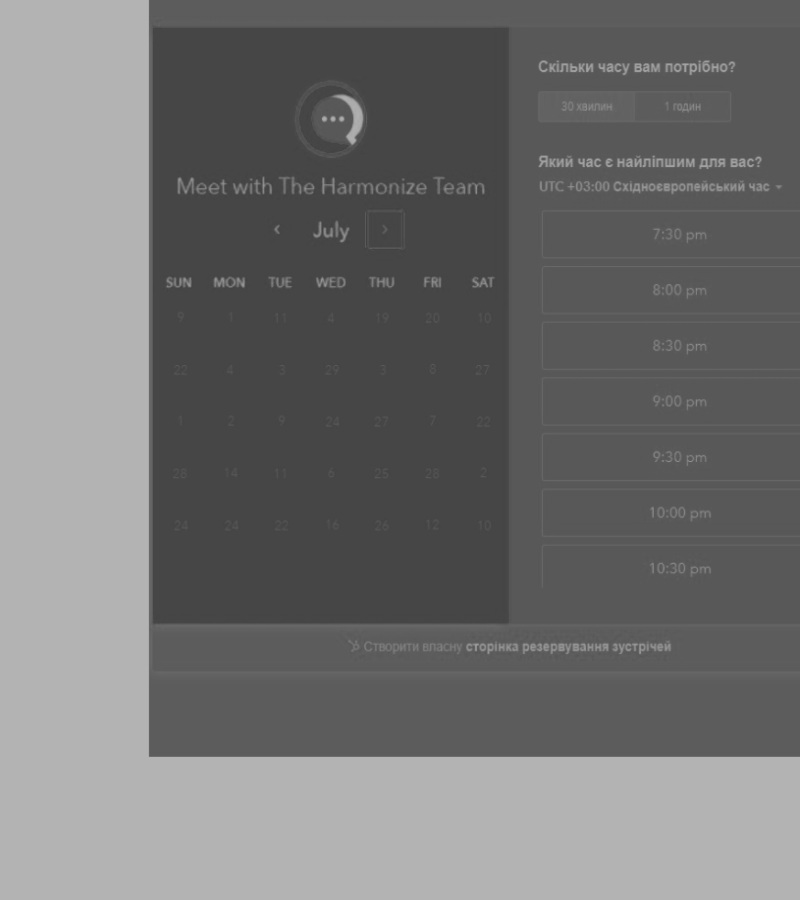 Meet with The Harmonize Team
‹ July ›
SUN MON TUE WED THU FRI SAT
9 1 11 4 19 20 10
22 4 3 29 3 8 27
1 2 9 24 27 7 22
28 14 11 6 25 28 2
24 24 22 16 26 12 10
Скільки часу вам потрібно?
30 хвилин 1 годин
Який час є найліпшим для вас?
UTC +03:00 Східноєвропейський час
7:30 pm
8:00 pm
8:30 pm
9:00 pm
9:30 pm
10:00 pm
10:30 pm
Створити власну сторінка резервування зустрічей